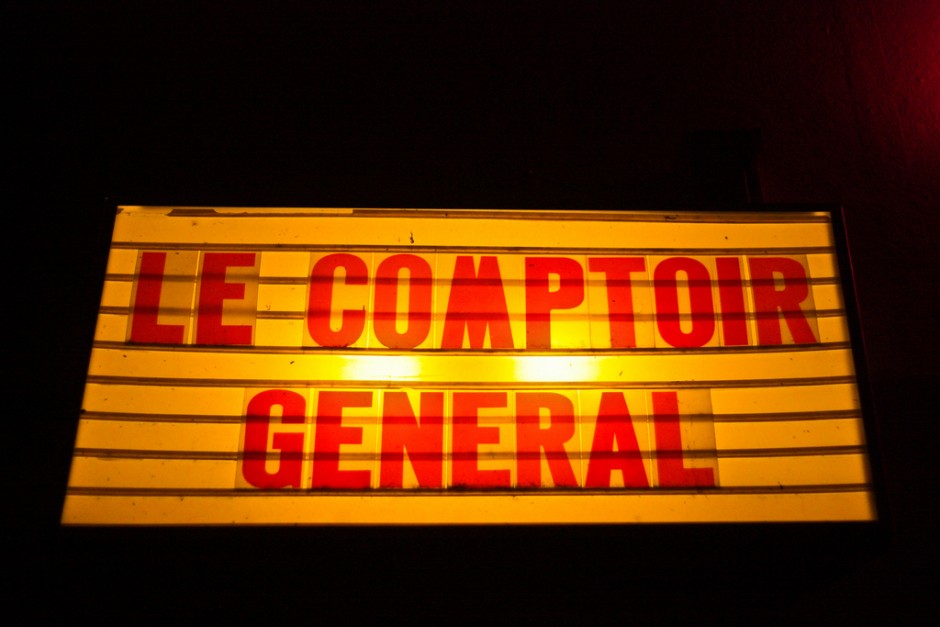 LE COMPTOIR
GENERAL